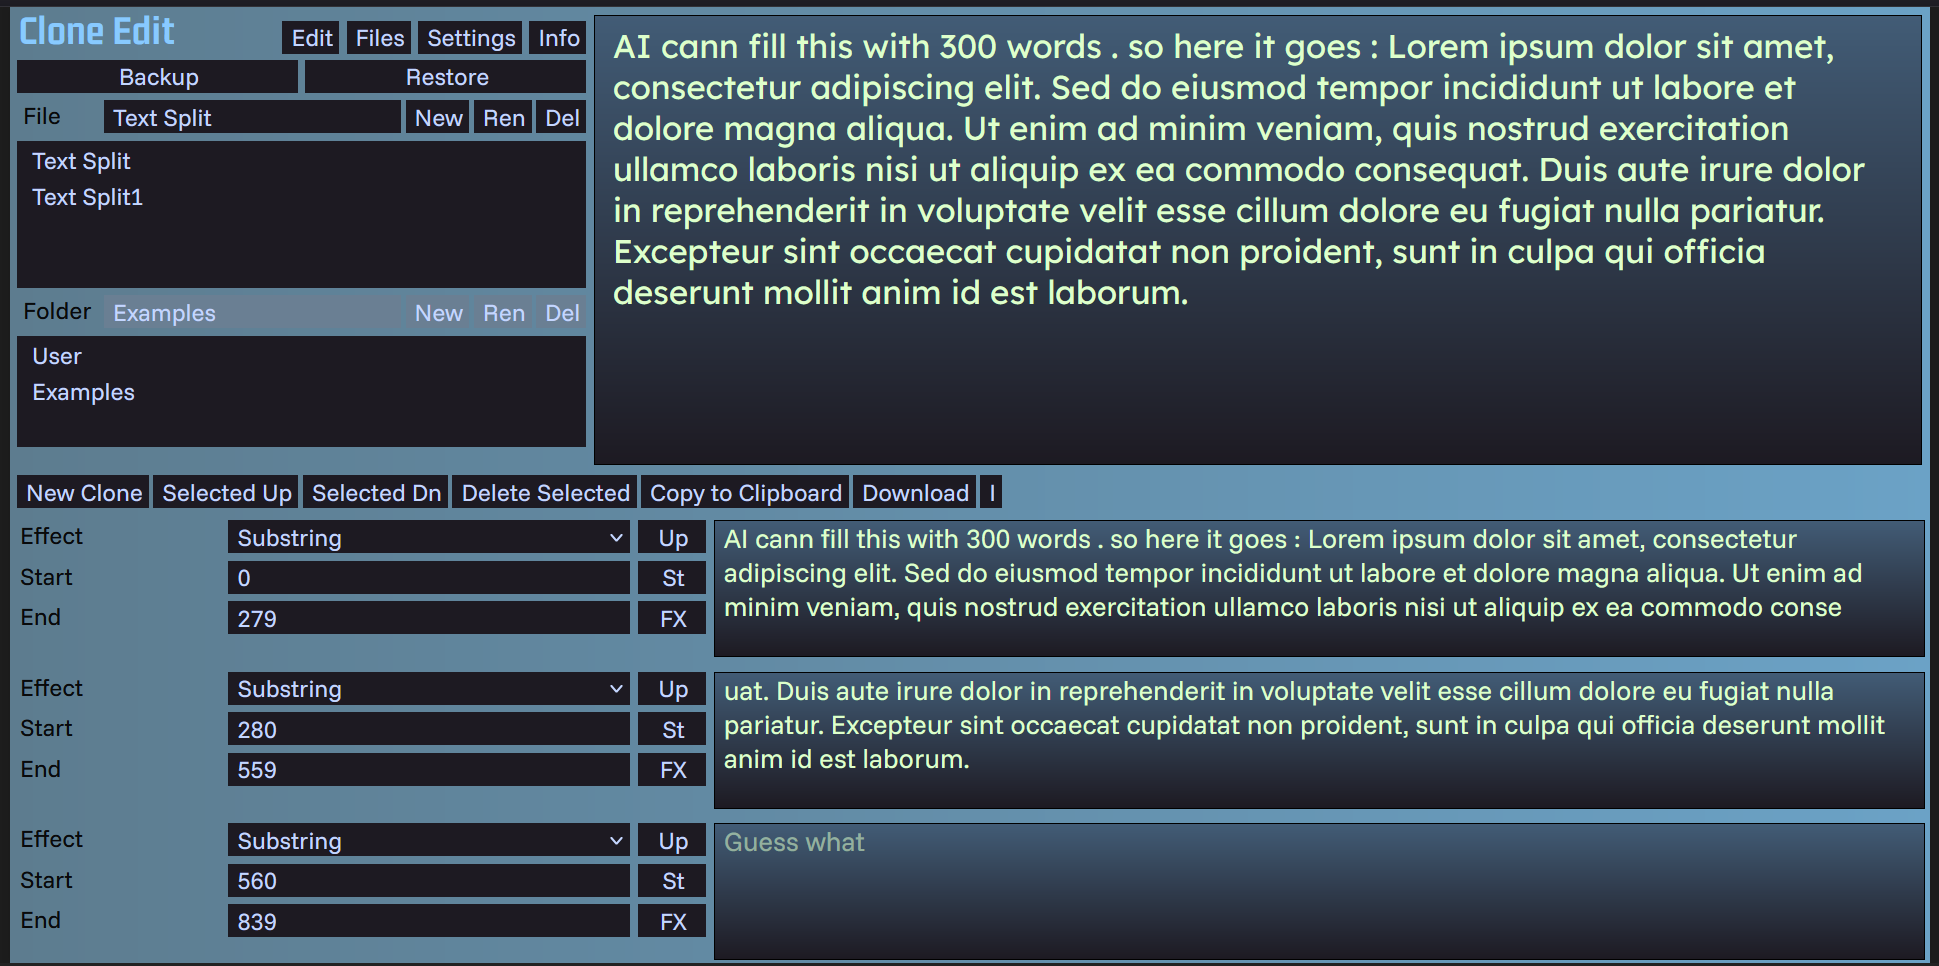 Clone Edit
Edit Files Settings Info
Backup Restore
File Text Split New Ren Del
Text Split
Text Split1
Folder Examples New Ren Del
User
Examples
AI cann fill this with 300 words . so here it goes : Lorem ipsum dolor sit amet,
consectetur adipiscing elit. Sed do eiusmod tempor incididunt ut labore et
dolore magna aliqua. Ut enim ad minim veniam, quis nostrud exercitation
ullamco laboris nisi ut aliquip ex ea commodo consequat. Duis aute irure dolor
in reprehenderit in voluptate velit esse cillum dolore eu fugiat nulla pariatur.
Excepteur sint occaecat cupidatat non proident, sunt in culpa qui officia
deserunt mollit anim id est laborum.
New Clone Selected Up Selected Dn Delete Selected Copy to Clipboard Download I
Effect Substring Up
Start 0 St
End 279 FX
AI cann fill this with 300 words . so here it goes : Lorem ipsum dolor sit amet, consectetur
adipiscing elit. Sed do eiusmod tempor incididunt ut labore et dolore magna aliqua. Ut enim ad
minim veniam, quis nostrud exercitation ullamco laboris nisi ut aliquip ex ea commodo conse
Effect Substring Up
Start 280 St
End 559 FX
uat. Duis aute irure dolor in reprehenderit in voluptate velit esse cillum dolore eu fugiat nulla
pariatur. Excepteur sint occaecat cupidatat non proident, sunt in culpa qui officia deserunt mollit
anim id est laborum.
Effect Substring Up
Start 560 St
End 839 FX
Guess what